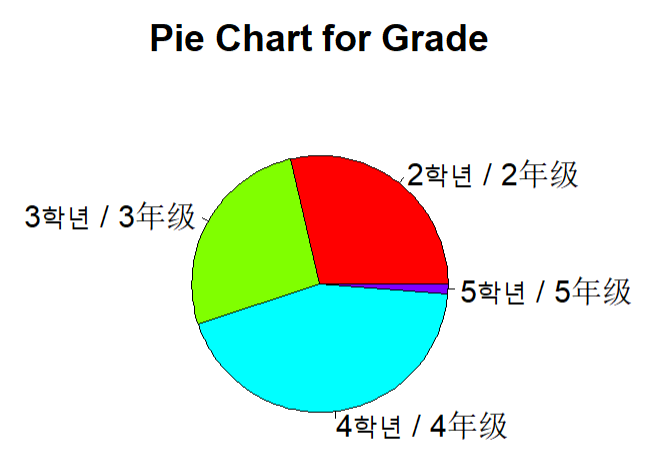 Pie Chart for Grade
2학년 / 2年级
3학년 / 3年级
5학년 / 5年级
4학년 / 4年级